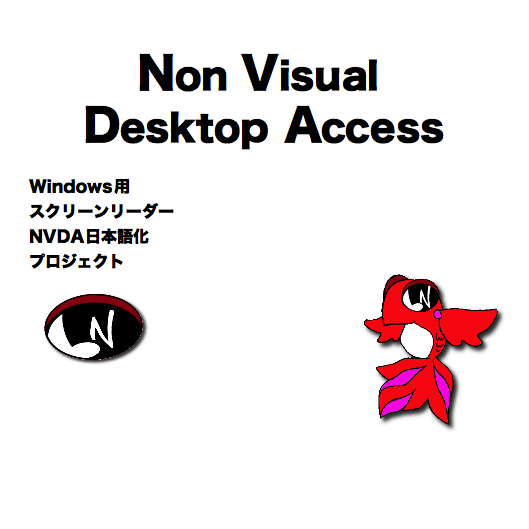 Non Visual
Desktop Access
Windows用
スクリーンリーダー
NVDA日本語化
プロジェクト
N
N